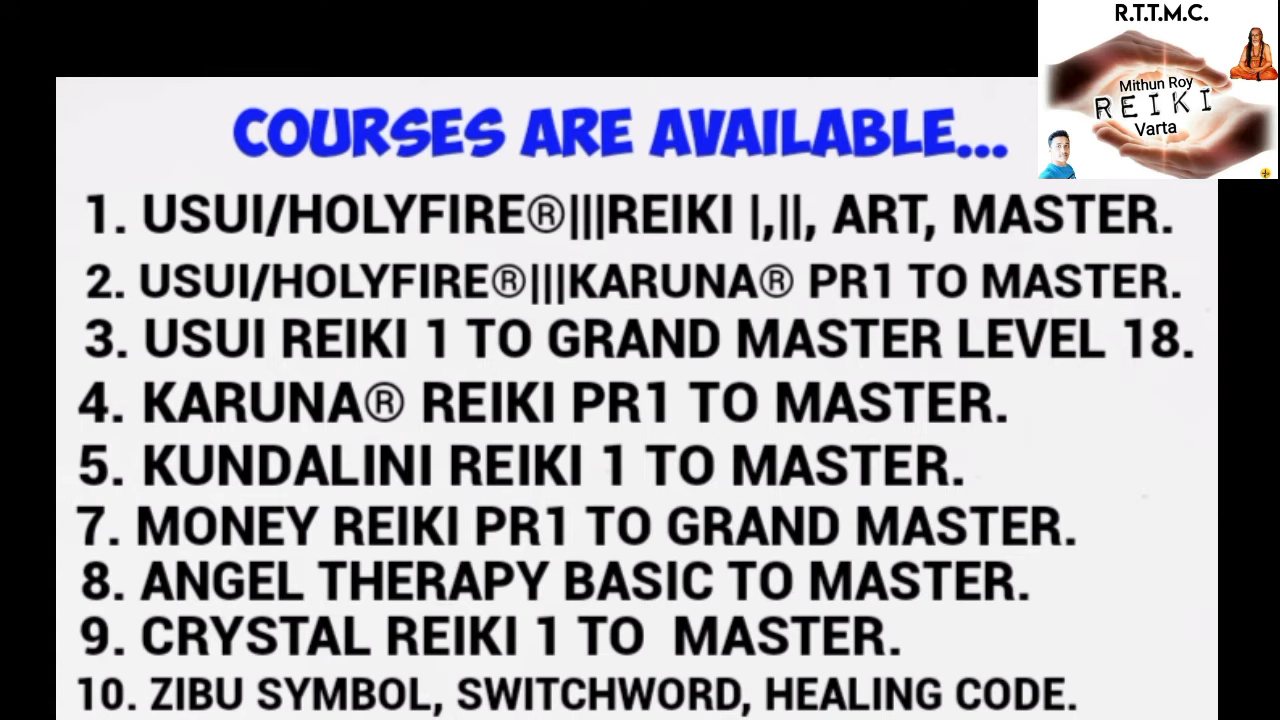 R.T.T.M.C.
Mithun Roy
REIKI
Varta
COURSES ARE AVAILABLE...
1. USUI/HOLYFIRE®|||REIKI |,||, ART, MASTER.
2. USUI/HOLYFIRE®|||KARUNA® PR1 TO MASTER.
3. USUI REIKI 1 TO GRAND MASTER LEVEL 18.
4. KARUNA® REIKI PR1 TO MASTER.
5. KUNDALINI REIKI 1 TO MASTER.
7. MONEY REIKI PR1 TO GRAND MASTER.
8. ANGEL THERAPY BASIC TO MASTER.
9. CRYSTAL REIKI 1 TO MASTER.
10. ZIBU SYMBOL, SWITCHWORD, HEALING CODE.